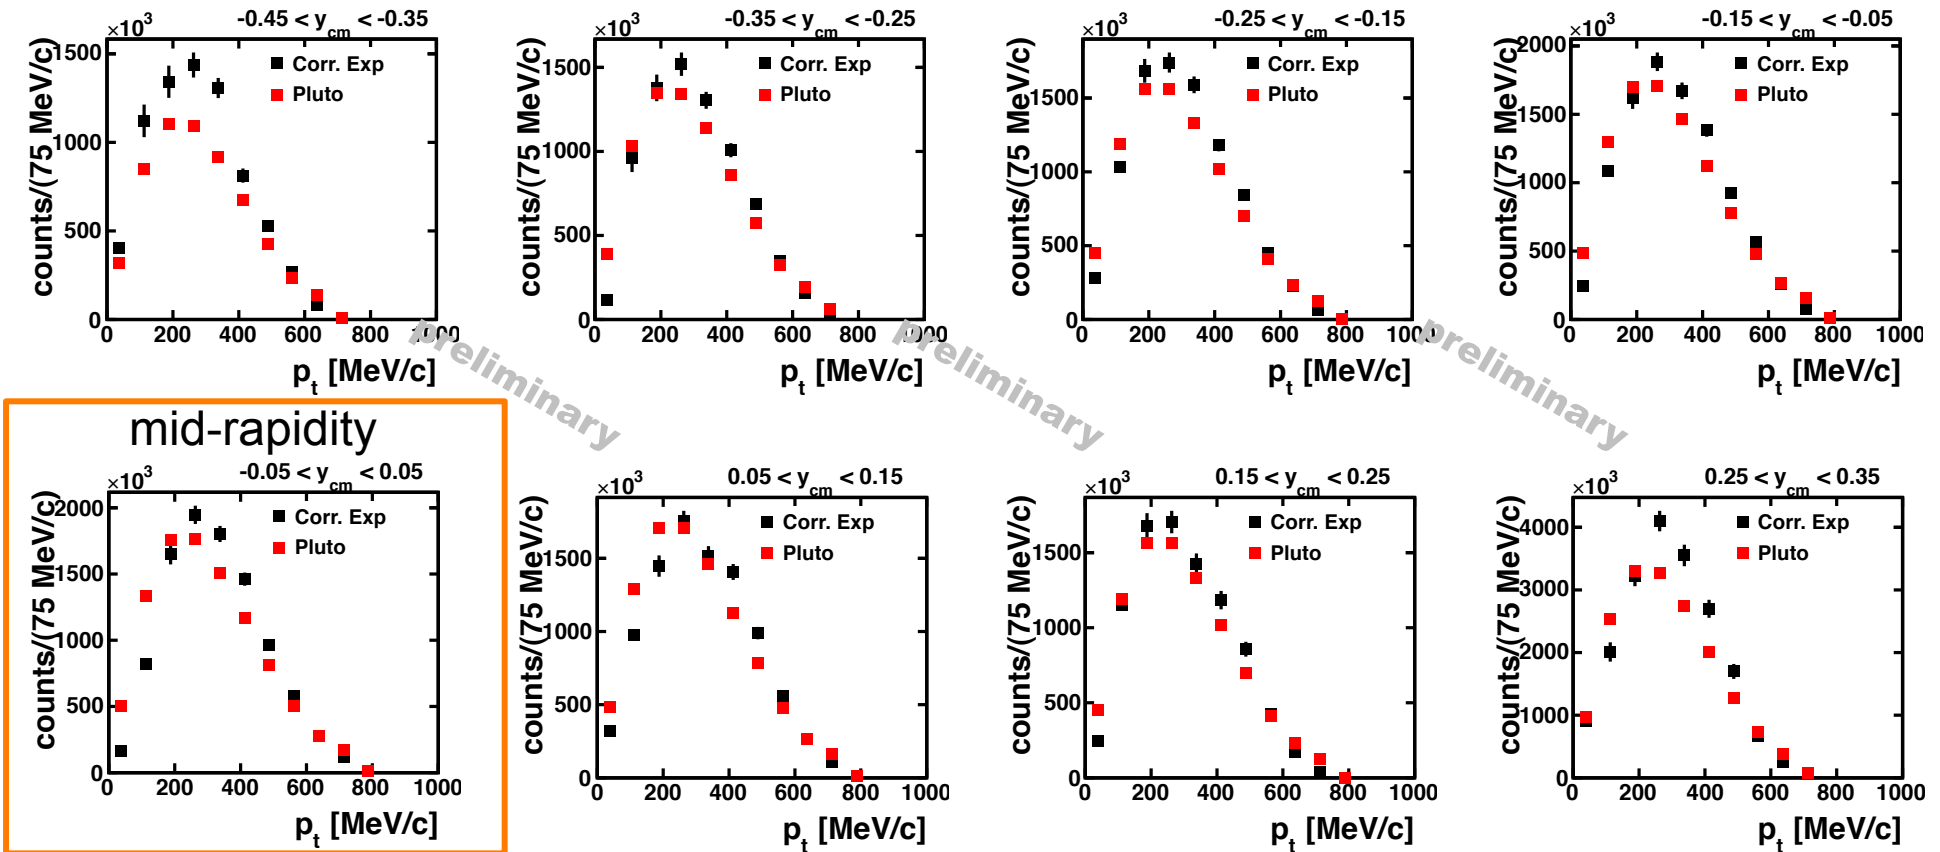 ×10³ -0.45 < y_cm < -0.35
counts/(75 MeV/c)
1500
1000
500
0
0 200 400 600 800 1000
Corr. Exp
Pluto
p_t [MeV/c]
×10³ -0.35 < y_cm < -0.25
counts/(75 MeV/c)
1500
1000
500
0
0 200 400 600 800 1000
Corr. Exp
Pluto
p_t [MeV/c]
×10³ -0.25 < y_cm < -0.15
counts/(75 MeV/c)
1500
1000
500
0
0 200 400 600 800 1000
Corr. Exp
Pluto
p_t [MeV/c]
×10³ -0.15 < y_cm < -0.05
counts/(75 MeV/c)
2000
1500
1000
500
0
0 200 400 600 800 1000
Corr. Exp
Pluto
p_t [MeV/c]
preliminary
preliminary
preliminary
mid-rapidity
×10³ -0.05 < y_cm < 0.05
counts/(75 MeV/c)
2000
1500
1000
500
0
0 200 400 600 800 1000
Corr. Exp
Pluto
p_t [MeV/c]
×10³ 0.05 < y_cm < 0.15
counts/(75 MeV/c)
1500
1000
500
0
0 200 400 600 800 1000
Corr. Exp
Pluto
p_t [MeV/c]
×10³ 0.15 < y_cm < 0.25
counts/(75 MeV/c)
1500
1000
500
0
0 200 400 600 800 1000
Corr. Exp
Pluto
p_t [MeV/c]
×10³ 0.25 < y_cm < 0.35
counts/(75 MeV/c)
4000
3000
2000
1000
0
0 200 400 600 800 1000
Corr. Exp
Pluto
p_t [MeV/c]